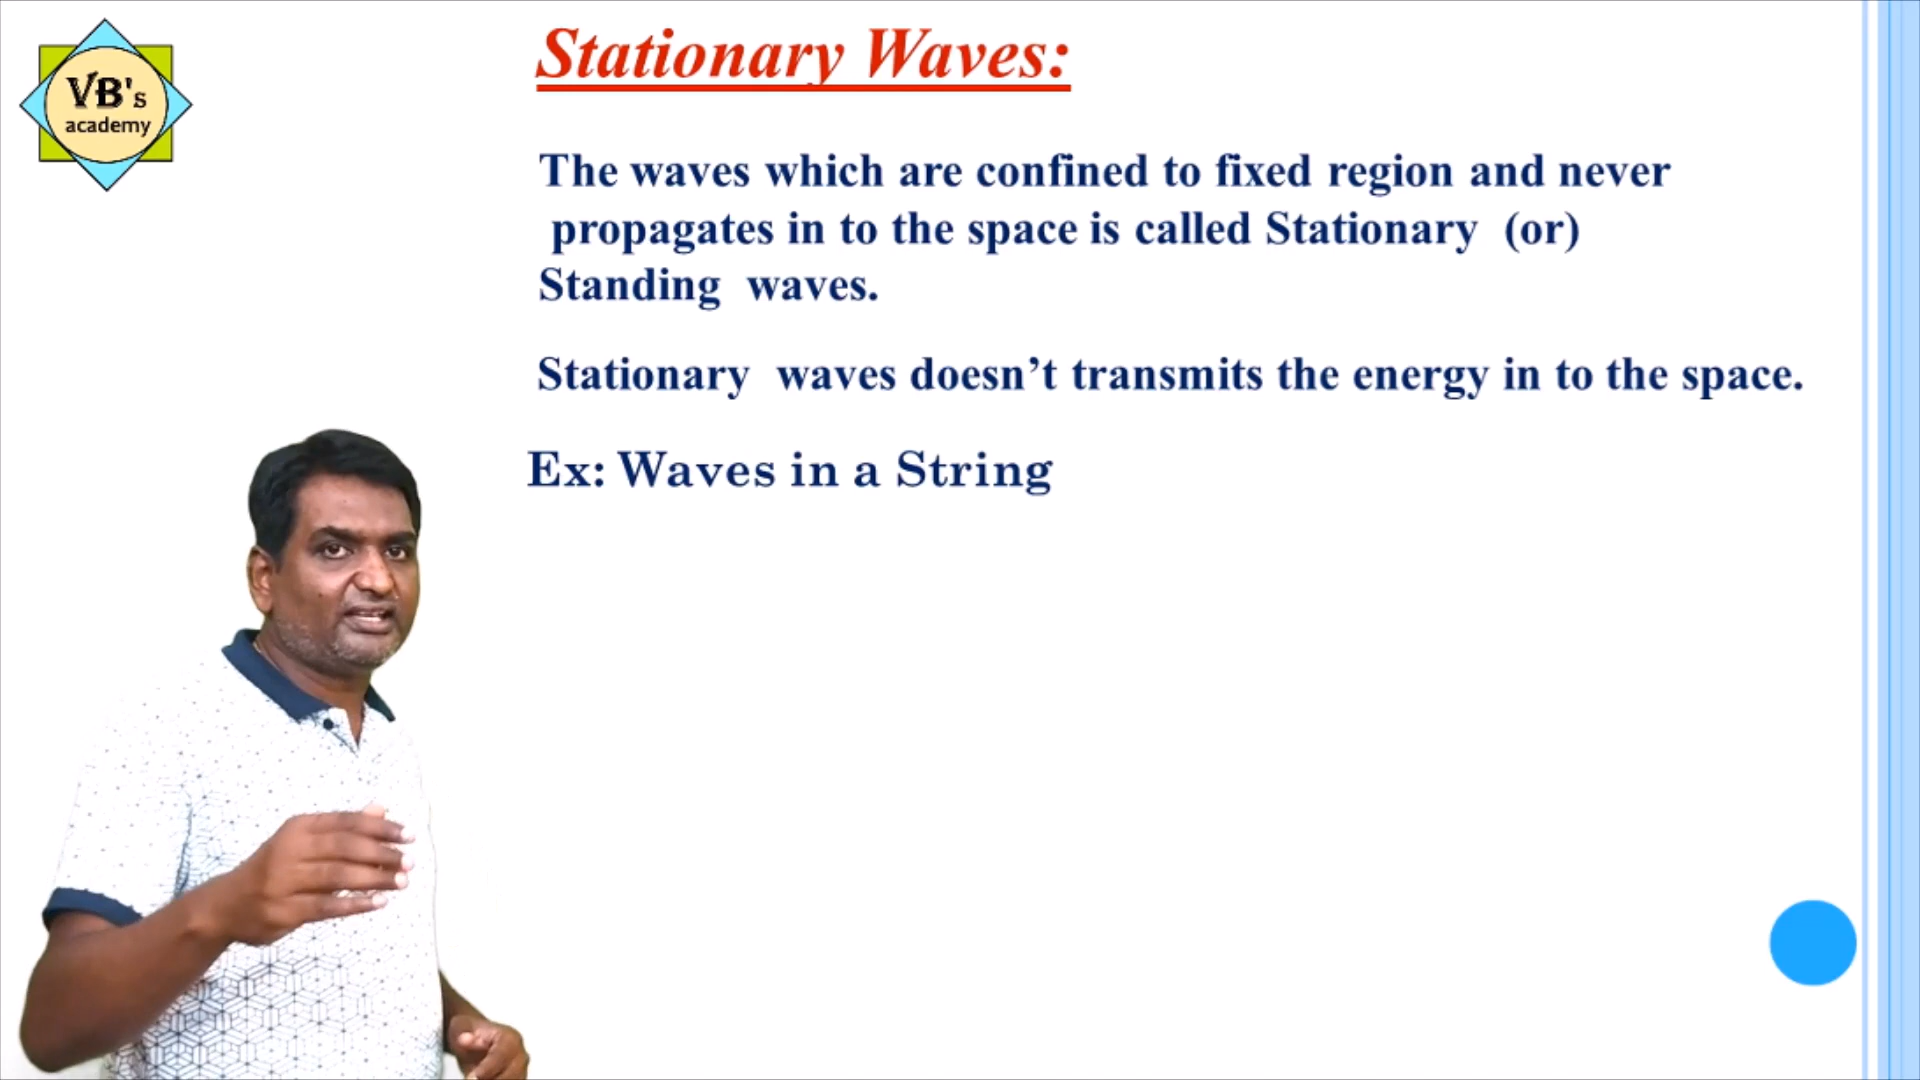 VB's
academy
Stationary Waves:
The waves which are confined to fixed region and never
propagates in to the space is called Stationary (or)
Standing waves.
Stationary waves doesn’t transmits the energy in to the space.
Ex: Waves in a String